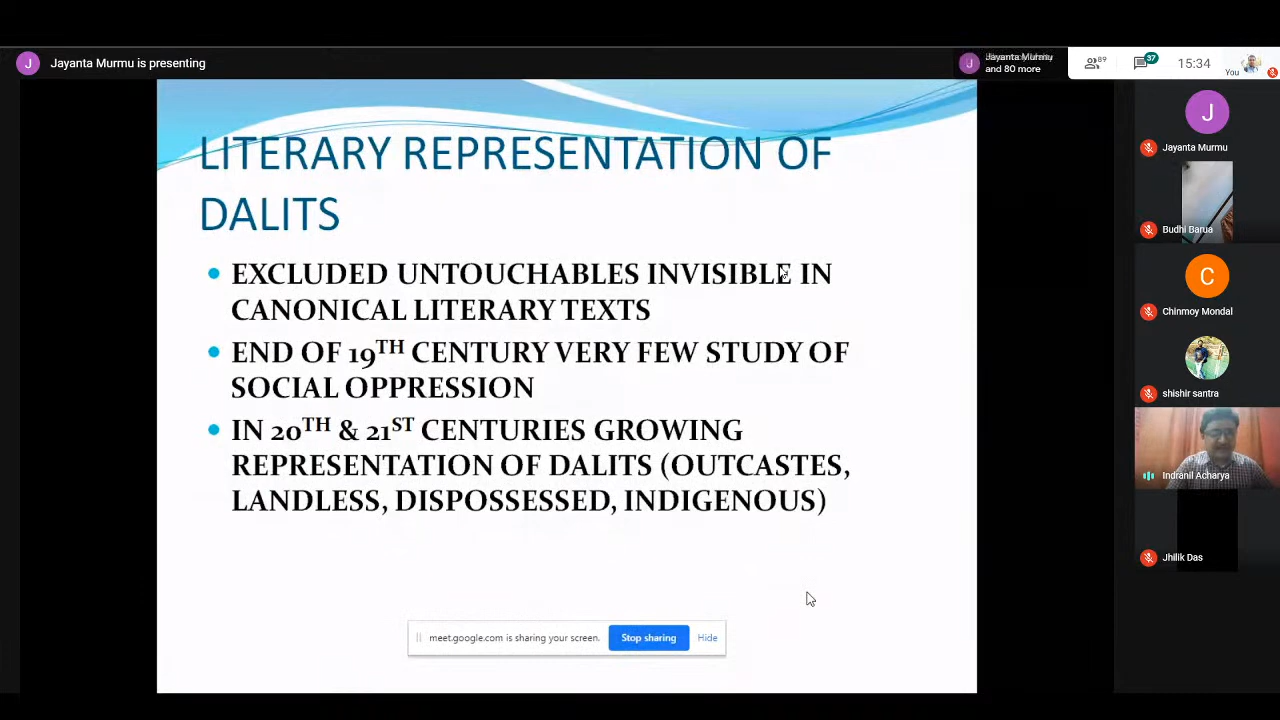 J
Jayanta Murmu is presenting
J
and 80 more
89
37
15:34
You
LITERARY REPRESENTATION OF
DALITS
EXCLUDED UNTOUCHABLES INVISIBLE IN
CANONICAL LITERARY TEXTS
END OF 19TH CENTURY VERY FEW STUDY OF
SOCIAL OPPRESSION
IN 20TH & 21ST CENTURIES GROWING
REPRESENTATION OF DALITS (OUTCASTES,
LANDLESS, DISPOSSESSED, INDIGENOUS)
meet.google.com is sharing your screen.
Stop sharing
Hide
J
Jayanta Murmu
Budhi Barua
C
Chinmoy Mondal
shishir santra
Indranil Acharya
Jhilik Das